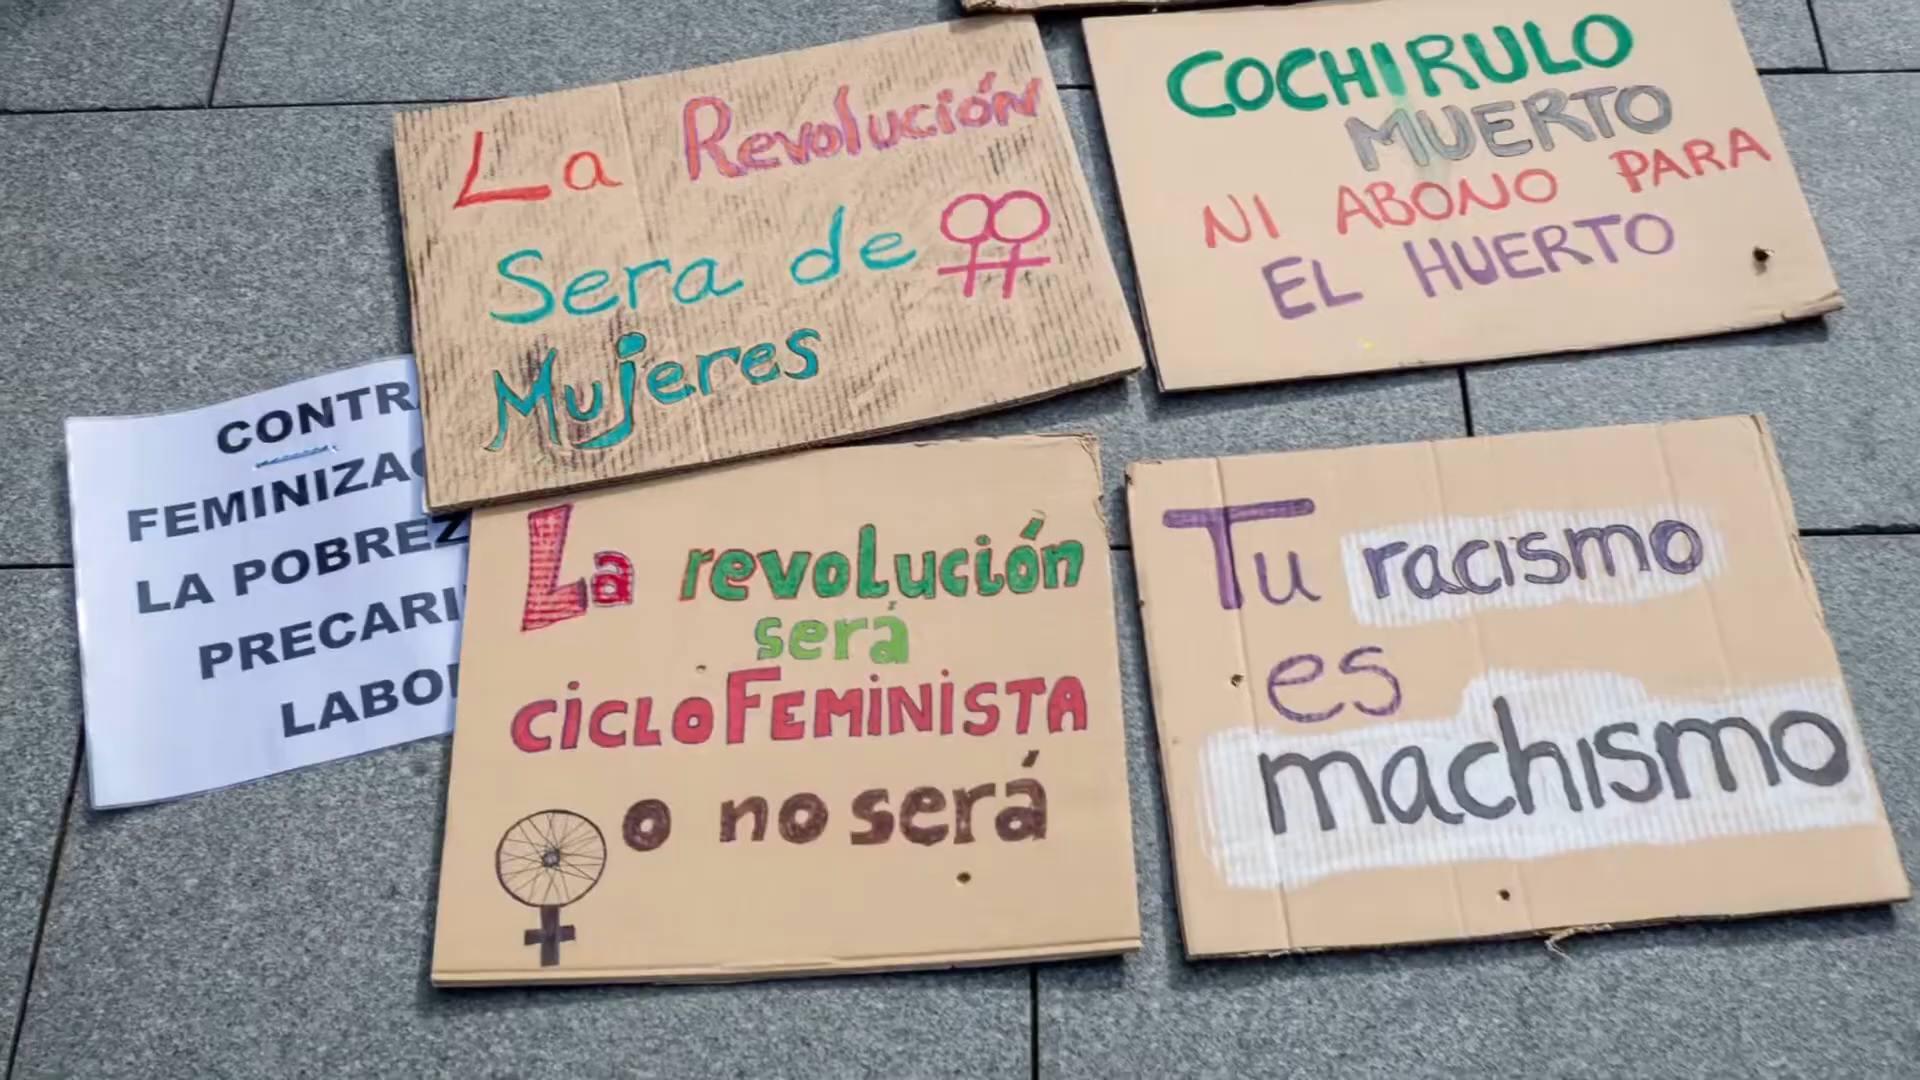 La Revolución
Sera de
Mujeres
COCHIRULO
MUERTO
NI ABONO PARA
EL HUERTO
CONTR
FEMINIZA
LA POBREZ
PRECARI
LABO
La revolución
será
cicloFEMINISTA
o no será
Tu racismo
es
machismo